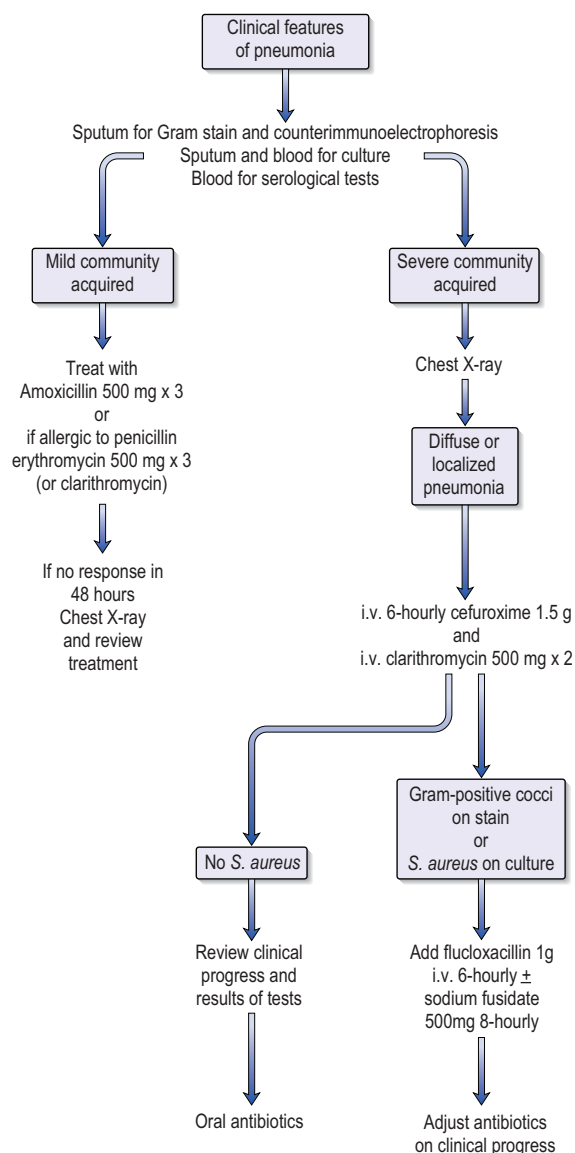 Clinical features
of pneumonia
Sputum for Gram stain and counterimmunoelectrophoresis
Sputum and blood for culture
Blood for serological tests
Mild community
acquired
Treat with
Amoxicillin 500 mg x 3
or
if allergic to penicillin
erythromycin 500 mg x 3
(or clarithromycin)
If no response in
48 hours
Chest X-ray
and review
treatment
Severe community
acquired
Chest X-ray
Diffuse or
localized
pneumonia
i.v. 6-hourly cefuroxime 1.5 g
and
i.v. clarithromycin 500 mg x 2
No S. aureus
Review clinical
progress and
results of tests
Oral antibiotics
Gram-positive cocci
on stain
or
S. aureus on culture
Add flucloxacillin 1g
i.v. 6-hourly ±
sodium fusidate
500mg 8-hourly
Adjust antibiotics
on clinical progress